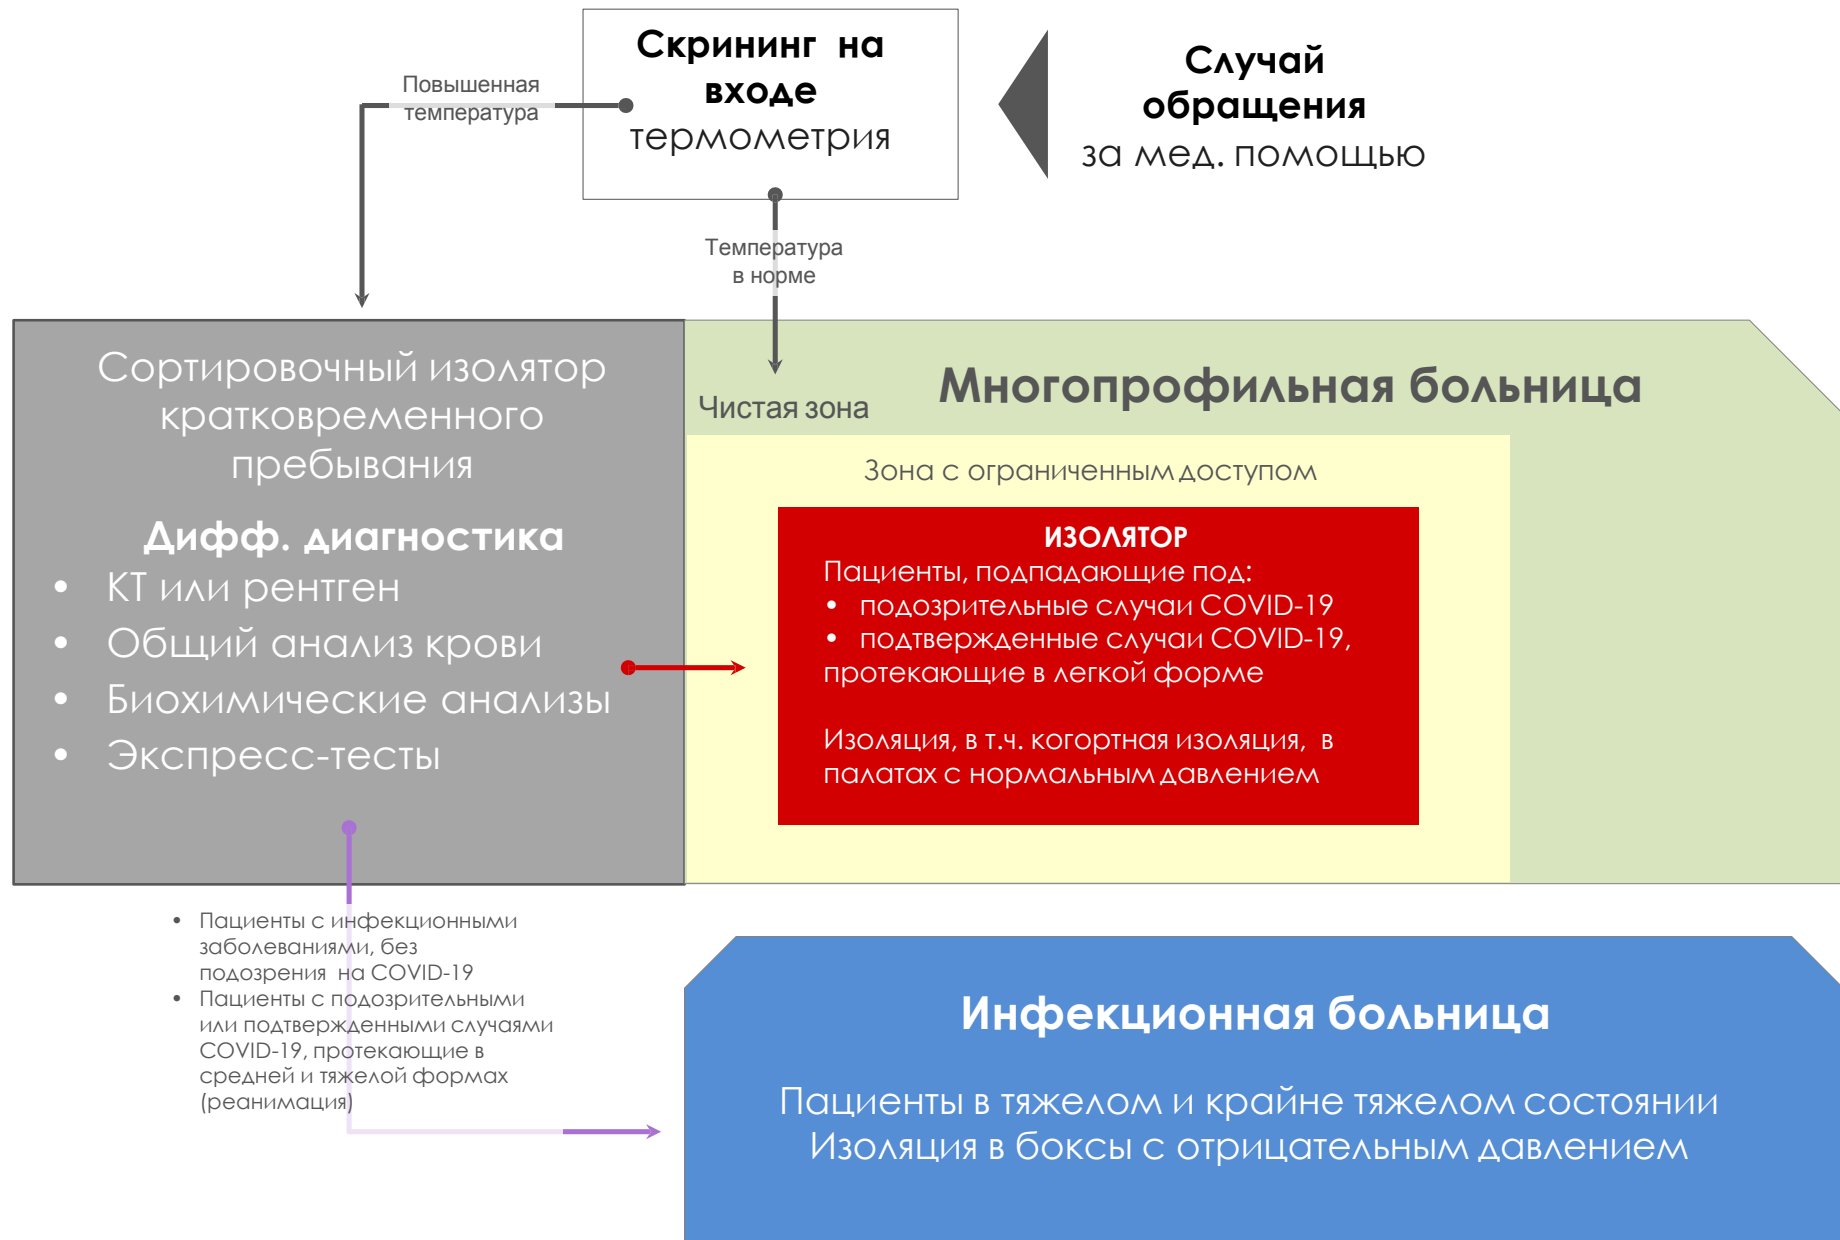 Скрининг на
входе
термометрия
Случай
обращения
за мед. помощью
Повышенная
температура
Температура
в норме
Сортировочный изолятор
кратковременного
пребывания
Дифф. диагностика
• КТ или рентген
• Общий анализ крови
• Биохимические анализы
• Экспресс-тесты
Чистая зона
Многопрофильная больница
Зона с ограниченным доступом
ИЗОЛЯТОР
Пациенты, подпадающие под:
• подозрительные случаи COVID-19
• подтвержденные случаи COVID-19,
протекающие в легкой форме
Изоляция, в т.ч. когортная изоляция, в
палатах с нормальным давлением
• Пациенты с инфекционными
заболеваниями, без
подозрения на COVID-19
• Пациенты с подозрительными
или подтвержденными случаями
COVID-19, протекающие в
средней и тяжелой формах
(реанимация)
Инфекционная больница
Пациенты в тяжелом и крайне тяжелом состоянии
Изоляция в боксы с отрицательным давлением